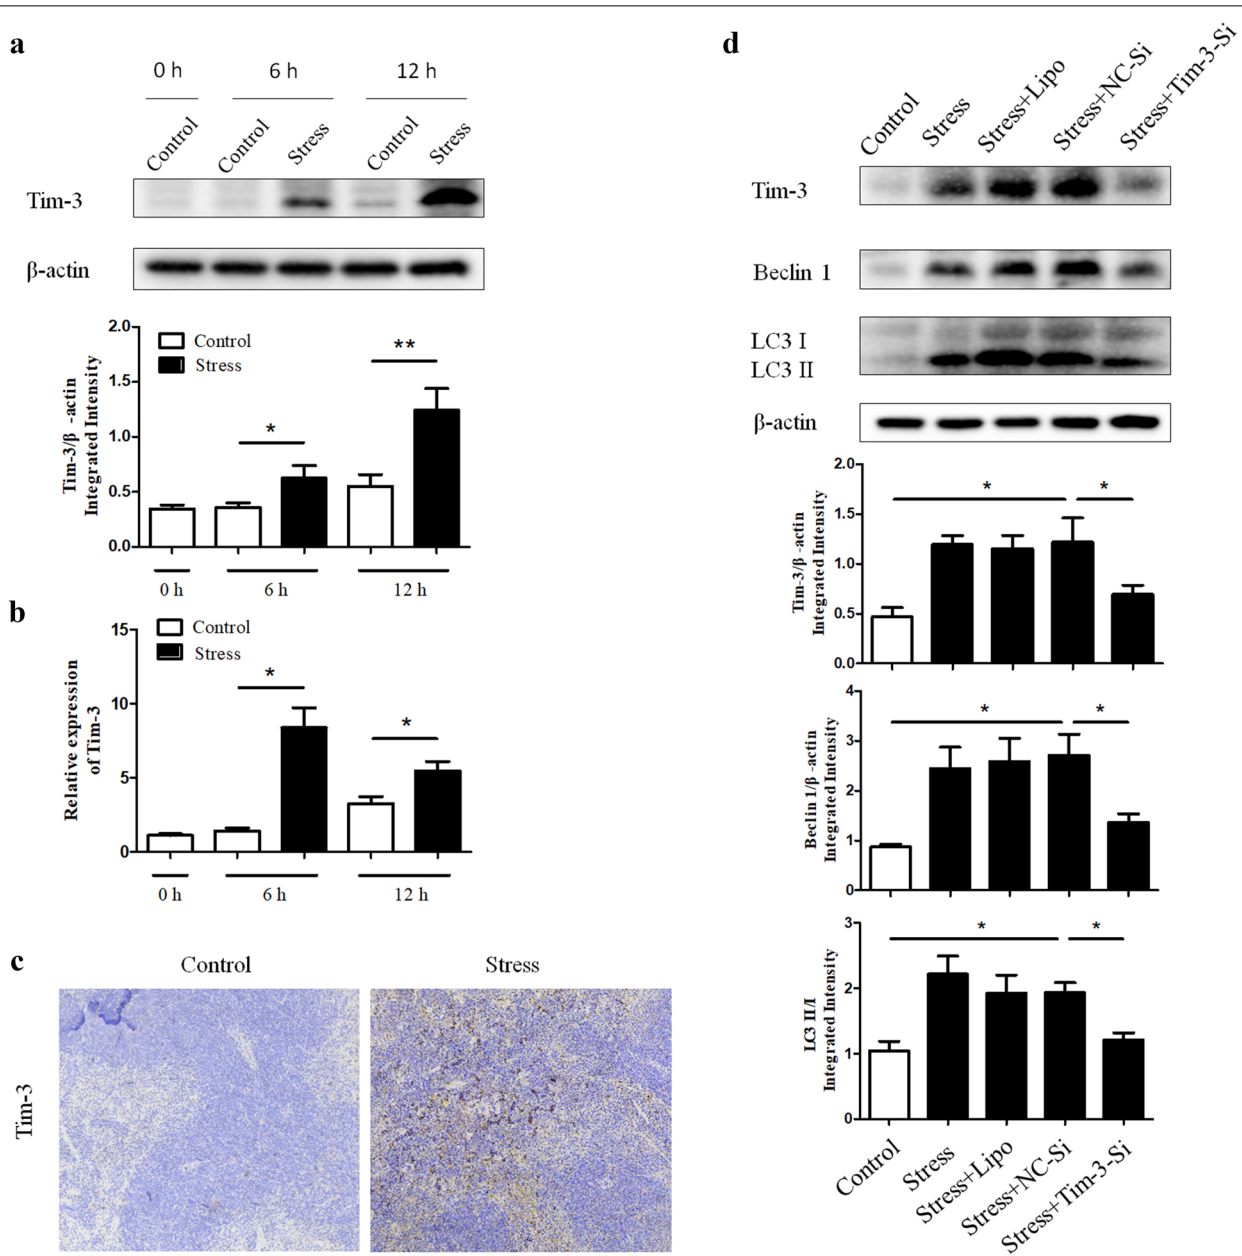 a
0 h
6 h
12 h
Control
Control
Stress
Control
Stress
Tim-3
β-actin
Tim-3/β -actin
Integrated Intensity
2.0
1.5
1.0
0.5
0.0
Control
Stress
*
**
0 h
6 h
12 h
b
Relative expression
of Tim-3
15
10
5
0
Control
Stress
*
*
0 h
6 h
12 h
c
Control
Stress
Tim-3
d
Control
Stress
Stress+Lipo
Stress+NC-Si
Stress+Tim-3-Si
Tim-3
Beclin 1
LC3 I
LC3 II
β-actin
Tim-3/β -actin
Integrated Intensity
2.0
1.5
1.0
0.5
0.0
*
*
Beclin 1/β -actin
Integrated Intensity
4
3
2
1
0
*
*
LC3 II/I
Integrated Intensity
3
2
1
0
*
*
Control
Stress
Stress+Lipo
Stress+NC-Si
Stress+Tim-3-Si